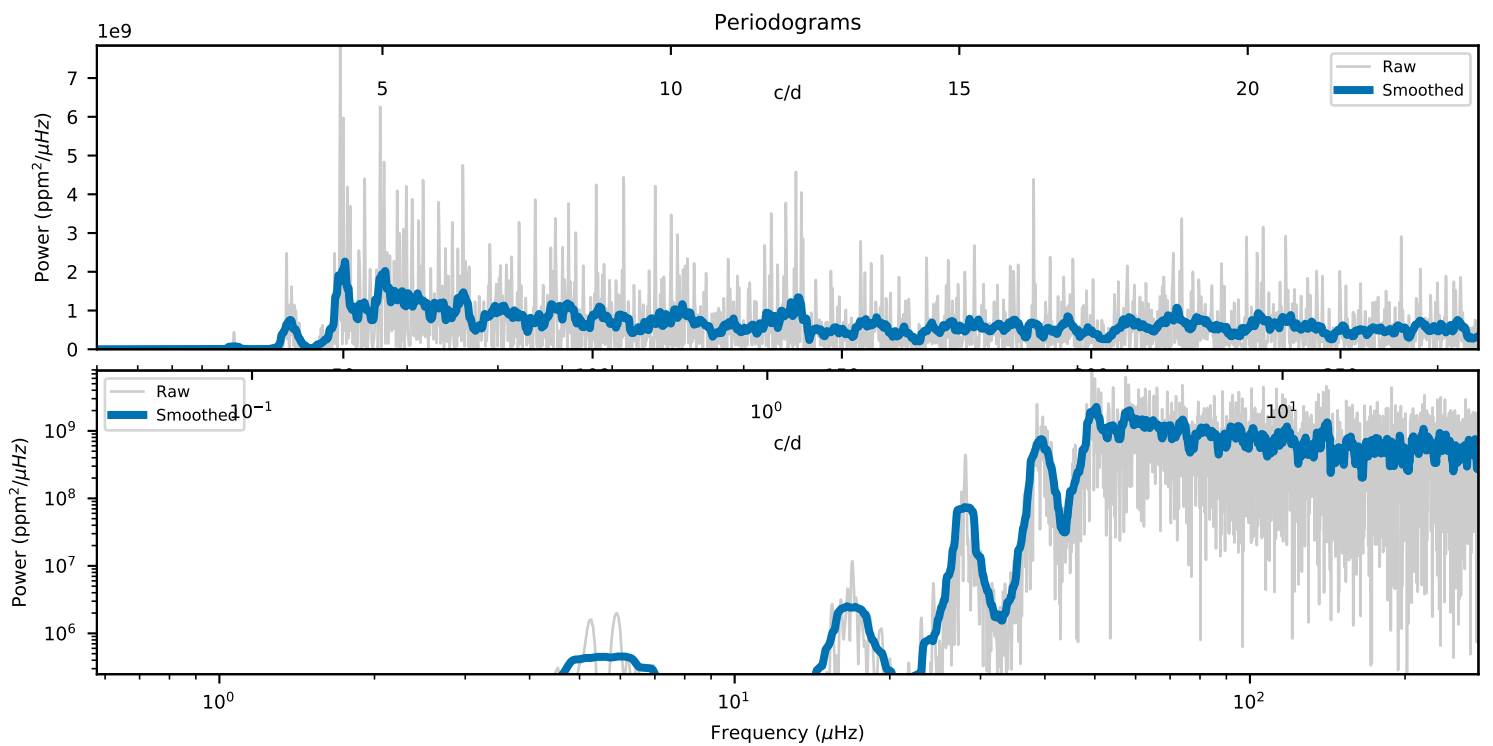 Periodograms
1e9
5 10 15 20
c/d
Raw
Smoothed
7
6
5
4
3
2
1
0
Power (ppm²/μHz)
Raw
Smoothed
10⁻¹ 10⁰ 10¹
c/d
10⁹
10⁸
10⁷
10⁶
Power (ppm²/μHz)
10⁰ 10¹ 10²
Frequency (μHz)